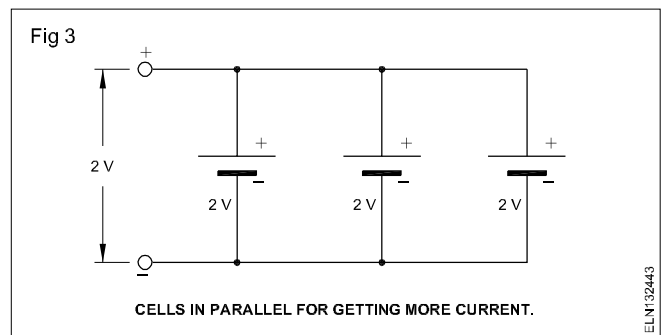 Fig 3
+
2 V
+
+
+
–
–
–
2 V
2 V
2 V
–
CELLS IN PARALLEL FOR GETTING MORE CURRENT.
ELN132443